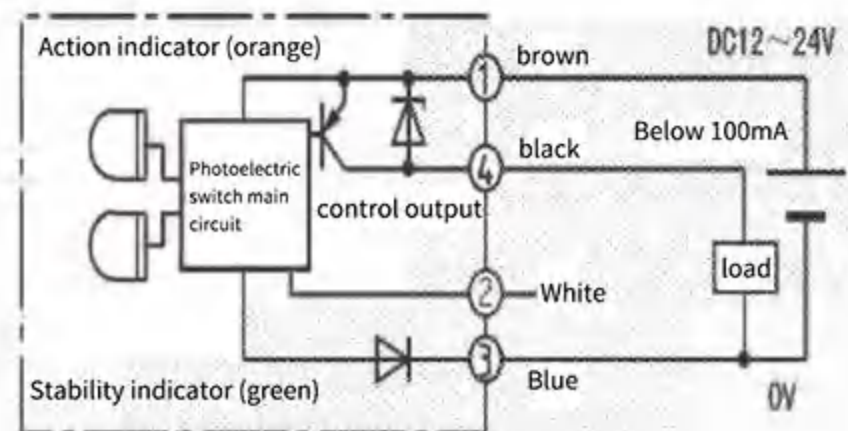 Action indicator (orange)
1
brown
DC12~24V
Below 100mA
4
black
Photoelectric
switch main
circuit
control output
load
2
White
3
Blue
Stability indicator (green)
0V